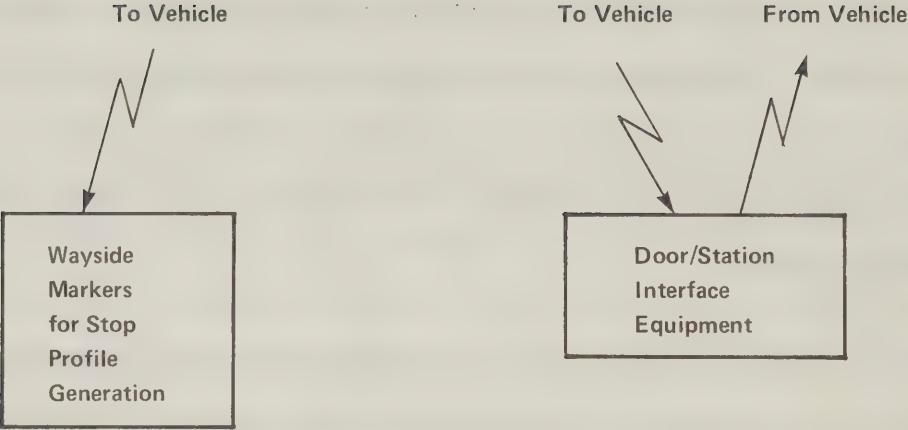 To Vehicle
To Vehicle
From Vehicle
Wayside
Markers
for Stop
Profile
Generation
Door/Station
Interface
Equipment